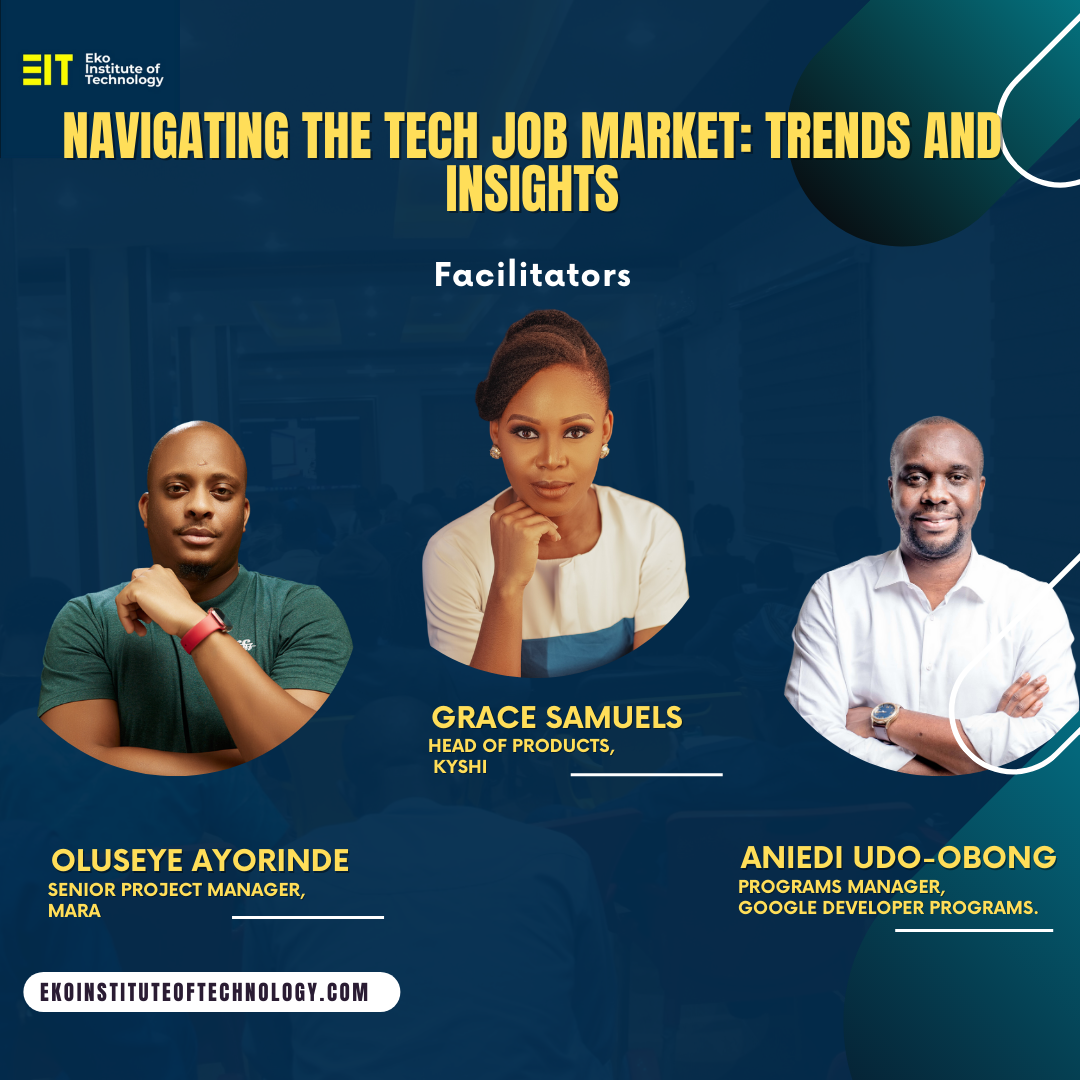 EIT
Eko
Institute of
Technology
NAVIGATING THE TECH JOB MARKET: TRENDS AND
INSIGHTS
Facilitators
GRACE SAMUELS
HEAD OF PRODUCTS,
KYSHI
OLUSEYE AYORINDE
SENIOR PROJECT MANAGER,
MARA
ANIEDI UDO-OBONG
PROGRAMS MANAGER,
GOOGLE DEVELOPER PROGRAMS.
EKOINSTITUTEOFTECHNOLOGY.COM